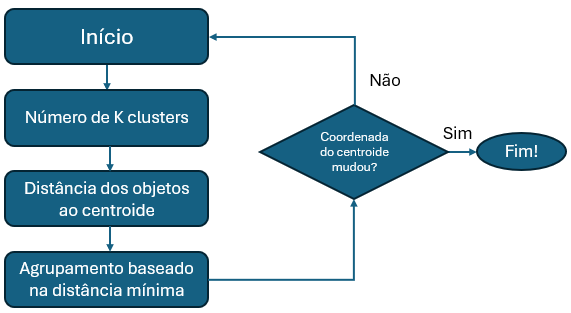 Início
Número de K clusters
Distância dos objetos
ao centroide
Agrupamento baseado
na distância mínima
Não
Coordenada
do centroide
mudou?
Sim
Fim!